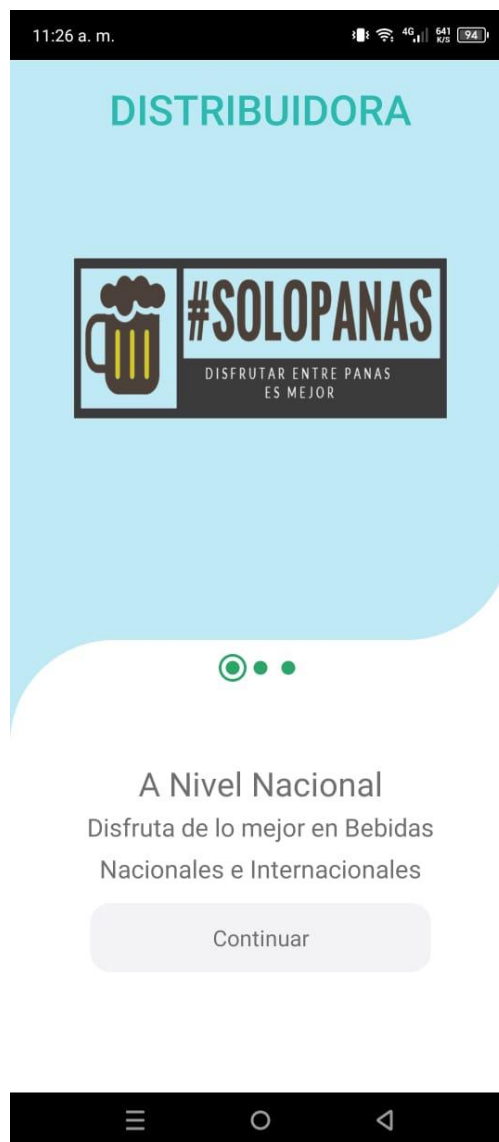 11:26 a. m.
4G 641 K/S 94
DISTRIBUIDORA
#SOLOPANAS
DISFRUTAR ENTRE PANAS
ES MEJOR
A Nivel Nacional
Disfruta de lo mejor en Bebidas
Nacionales e Internacionales
Continuar